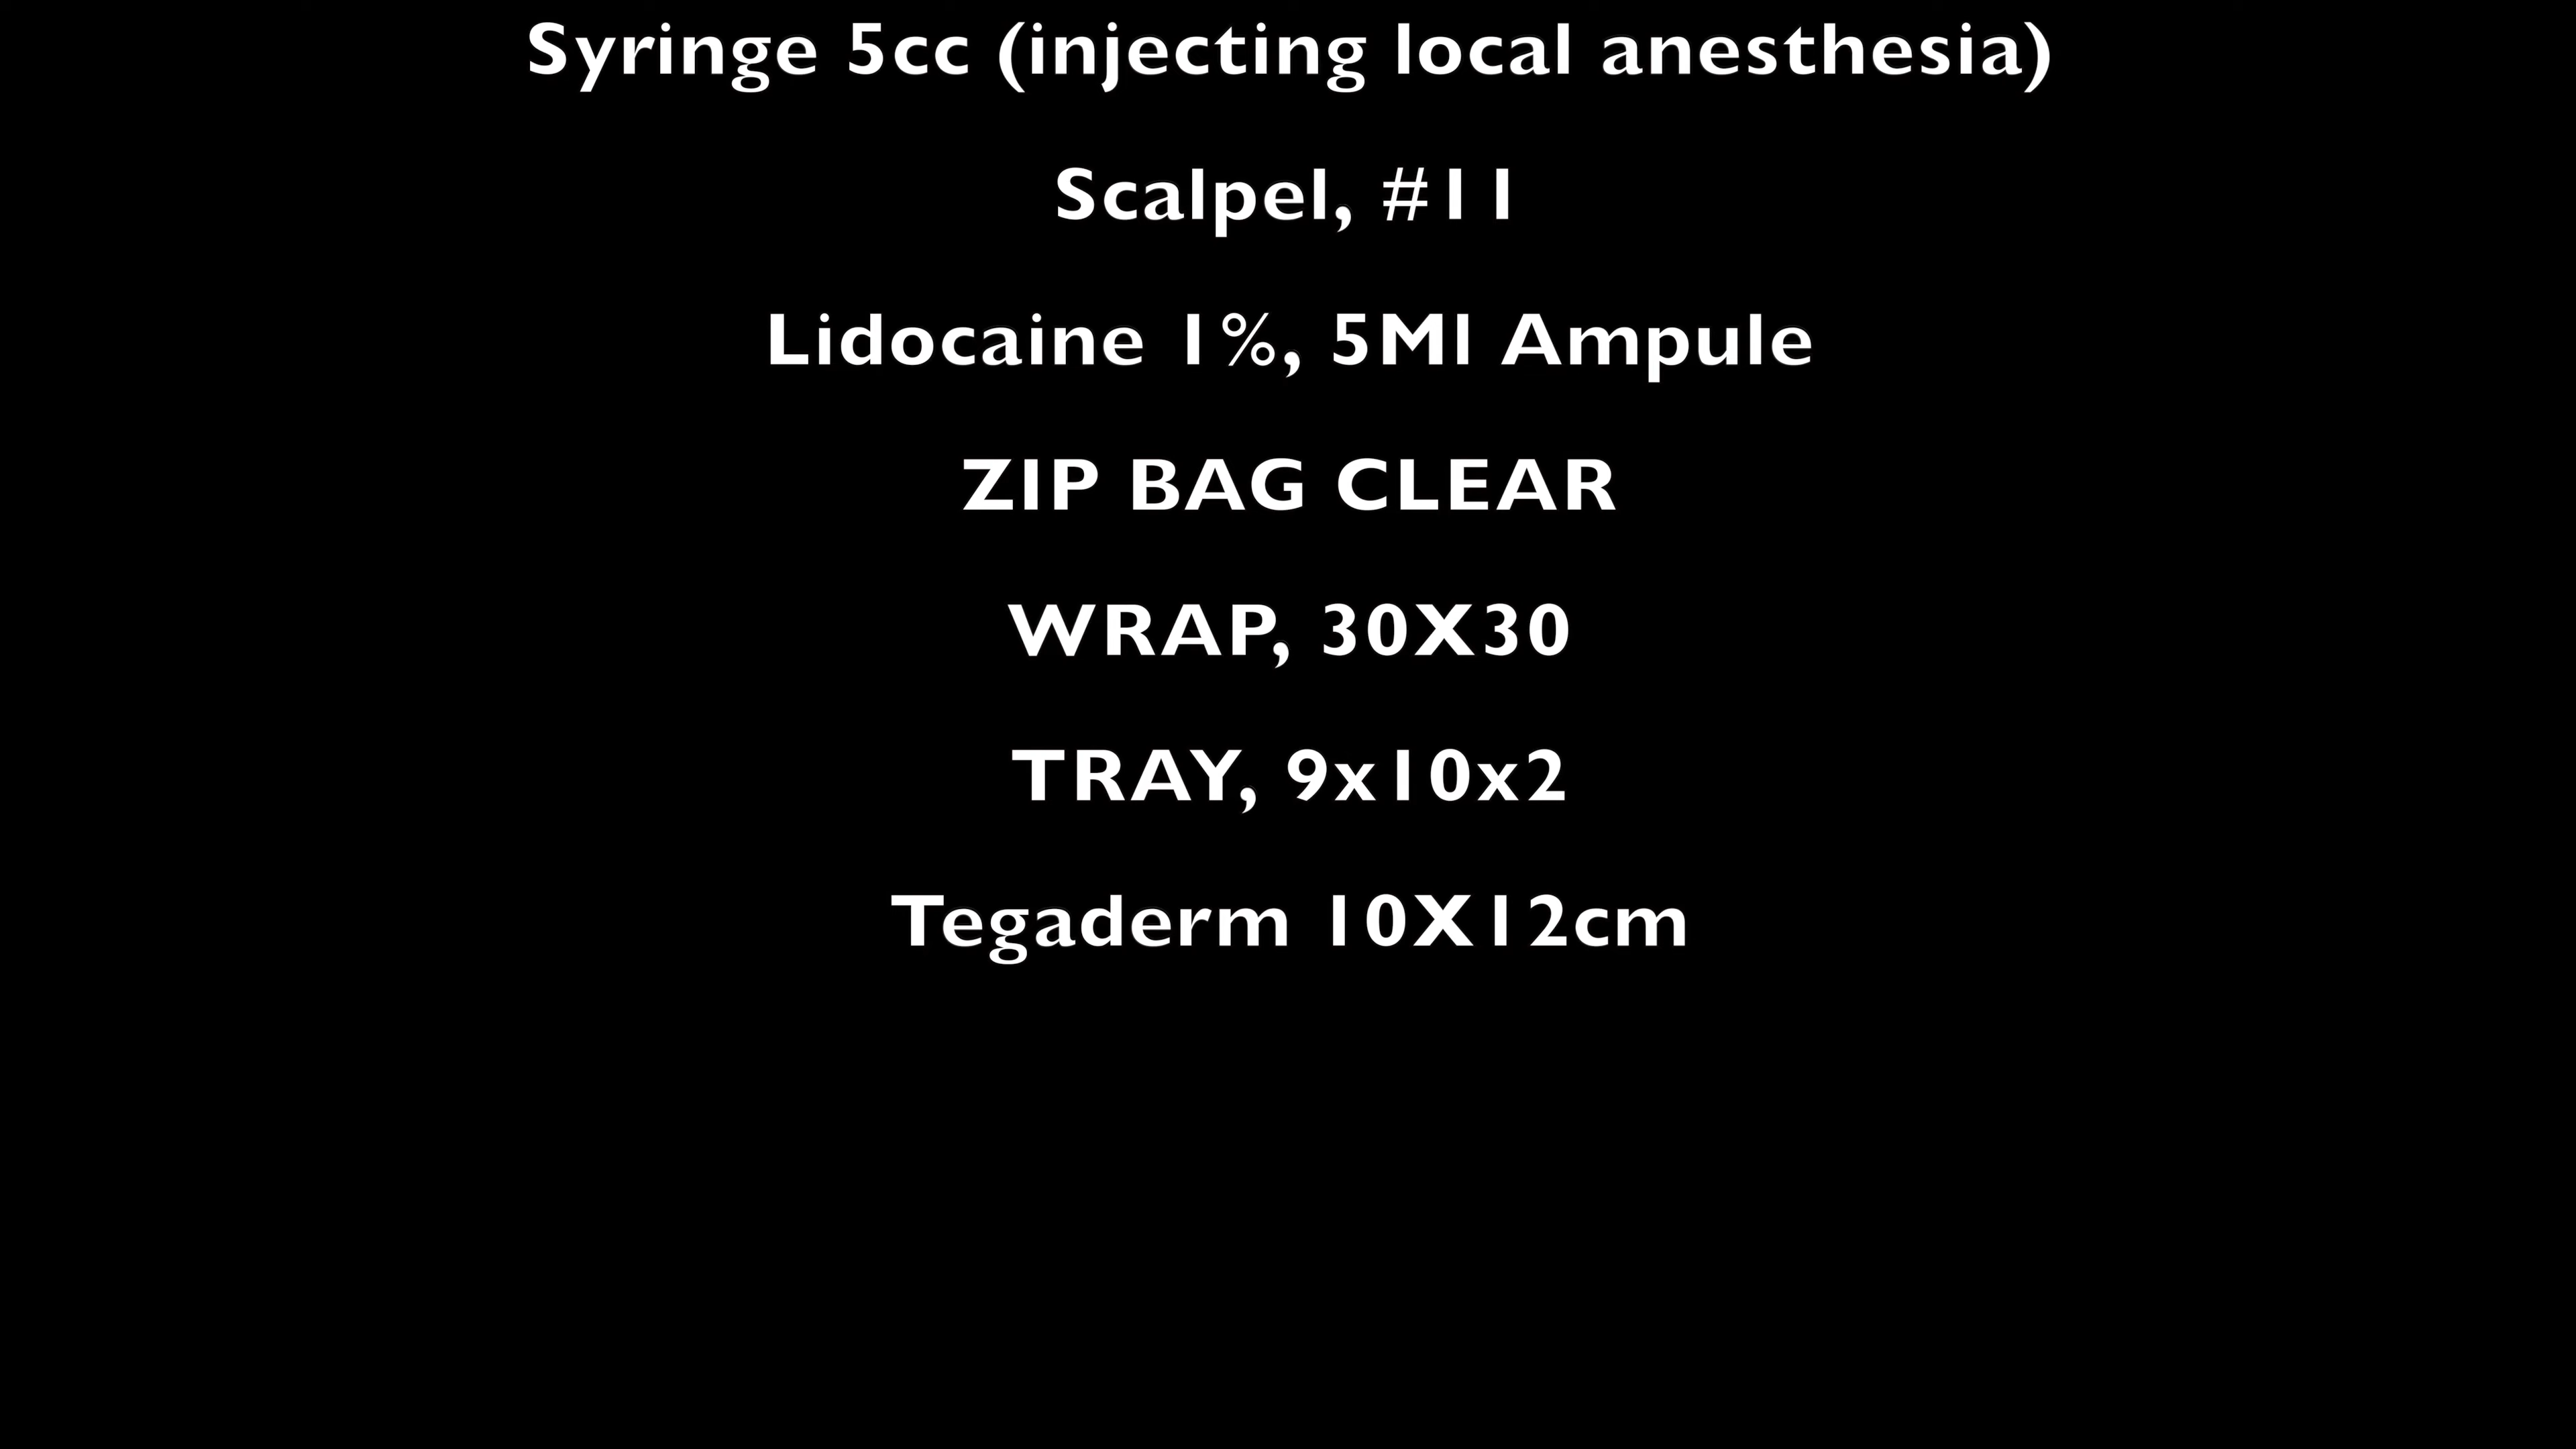 Syringe 5cc (injecting local anesthesia)
Scalpel, #11
Lidocaine 1%, 5Ml Ampule
ZIP BAG CLEAR
WRAP, 30X30
TRAY, 9x10x2
Tegaderm 10X12cm